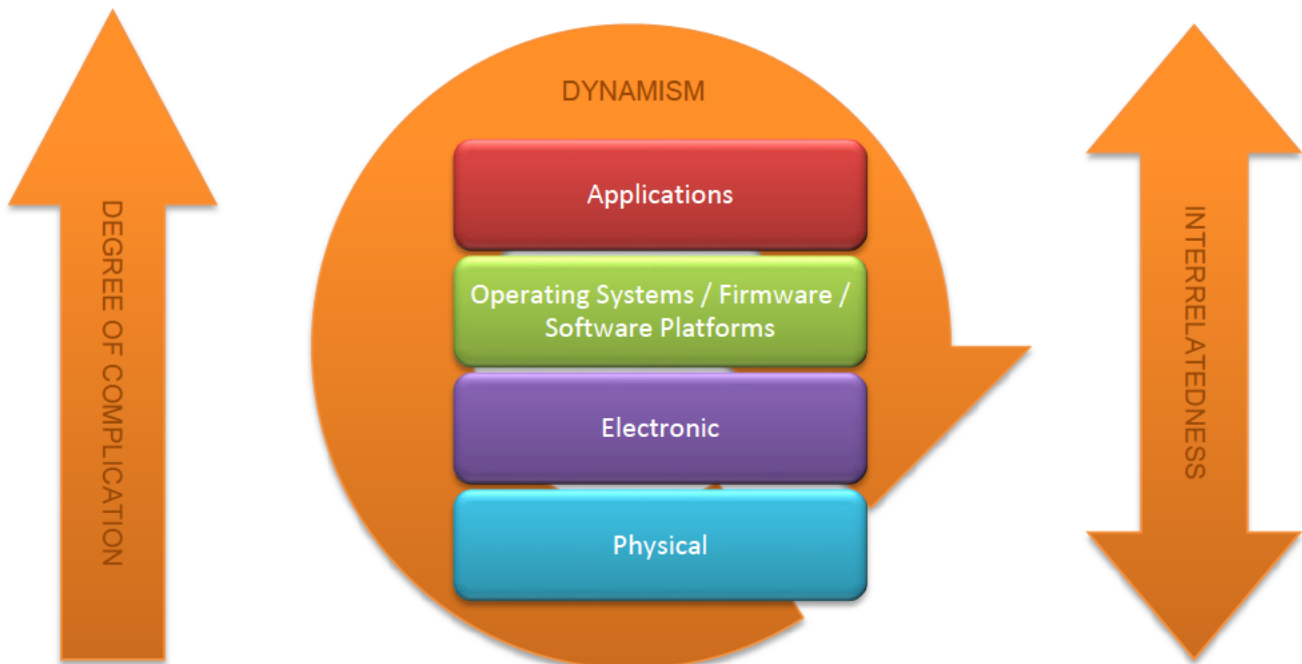 DYNAMISM
DEGREE OF COMPLICATION
Applications
Operating Systems / Firmware /
Software Platforms
Electronic
Physical
INTERRELATEDNESS